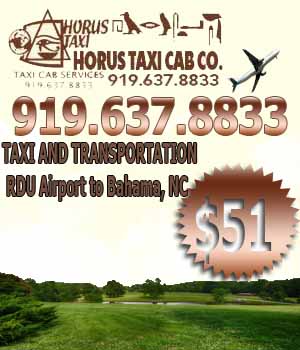 HORUS
TAXI
TAXI CAB SERVICES
919.637.8833
HORUS TAXI CAB CO.
919.637.8833
919.637.8833
TAXI AND TRANSPORTATION
RDU Airport to Bahama, NC
$51